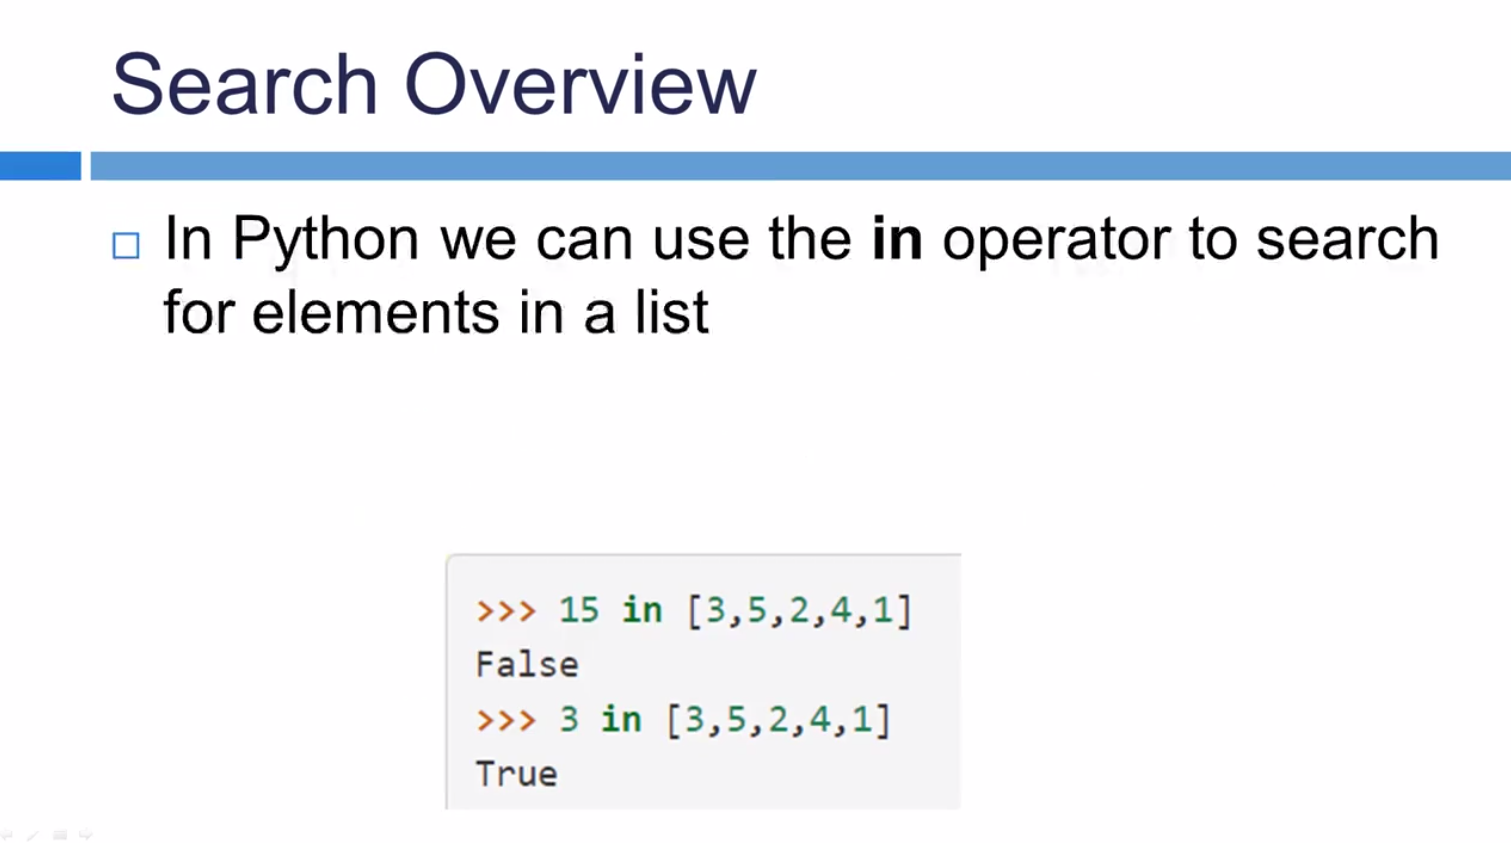 Search Overview
In Python we can use the in operator to search
for elements in a list
>>> 15 in [3,5,2,4,1]
False
>>> 3 in [3,5,2,4,1]
True